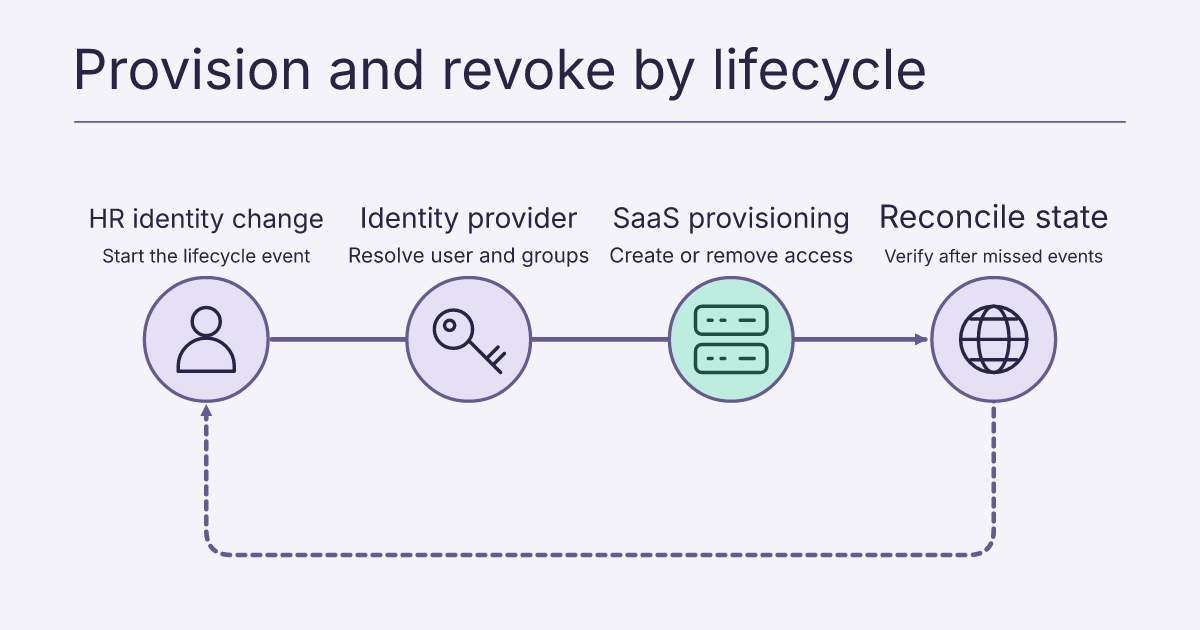 Provision and revoke by lifecycle
HR identity change
Start the lifecycle event
Identity provider
Resolve user and groups
SaaS provisioning
Create or remove access
Reconcile state
Verify after missed events